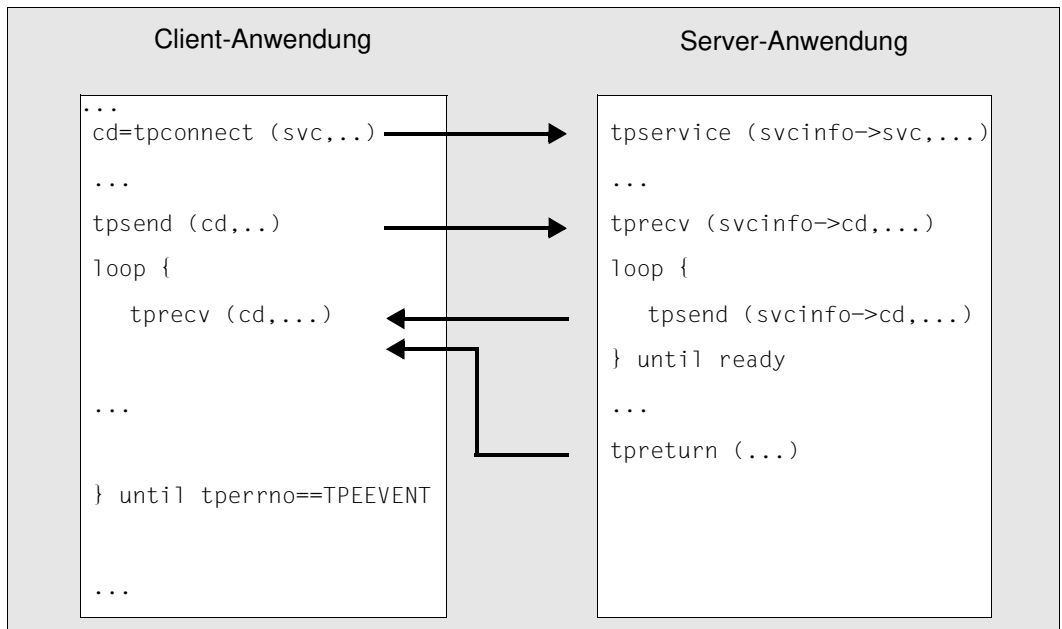 Client-Anwendung
...
cd=tpconnect (svc,..)
...
tpsend (cd,..)
loop {
tprecv (cd,...)
...
} until tperrno==TPEEVENT
...
Server-Anwendung
tpservice (svcinfo->svc,...)
...
tprecv (svcinfo->cd,...)
loop {
tpsend (svcinfo->cd,...)
} until ready
...
tpreturn (...)